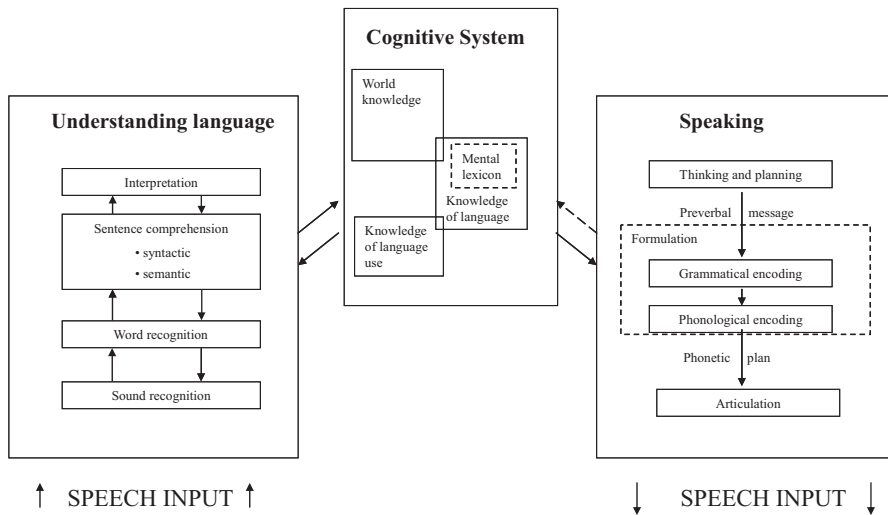 Cognitive System
World
knowledge
Mental
lexicon
Knowledge
of language
Knowledge
of language
use
Understanding language
Interpretation
Sentence comprehension
• syntactic
• semantic
Word recognition
Sound recognition
SPEECH INPUT
Speaking
Thinking and planning
Preverbal message
Formulation
Grammatical encoding
Phonological encoding
Phonetic plan
Articulation
SPEECH INPUT